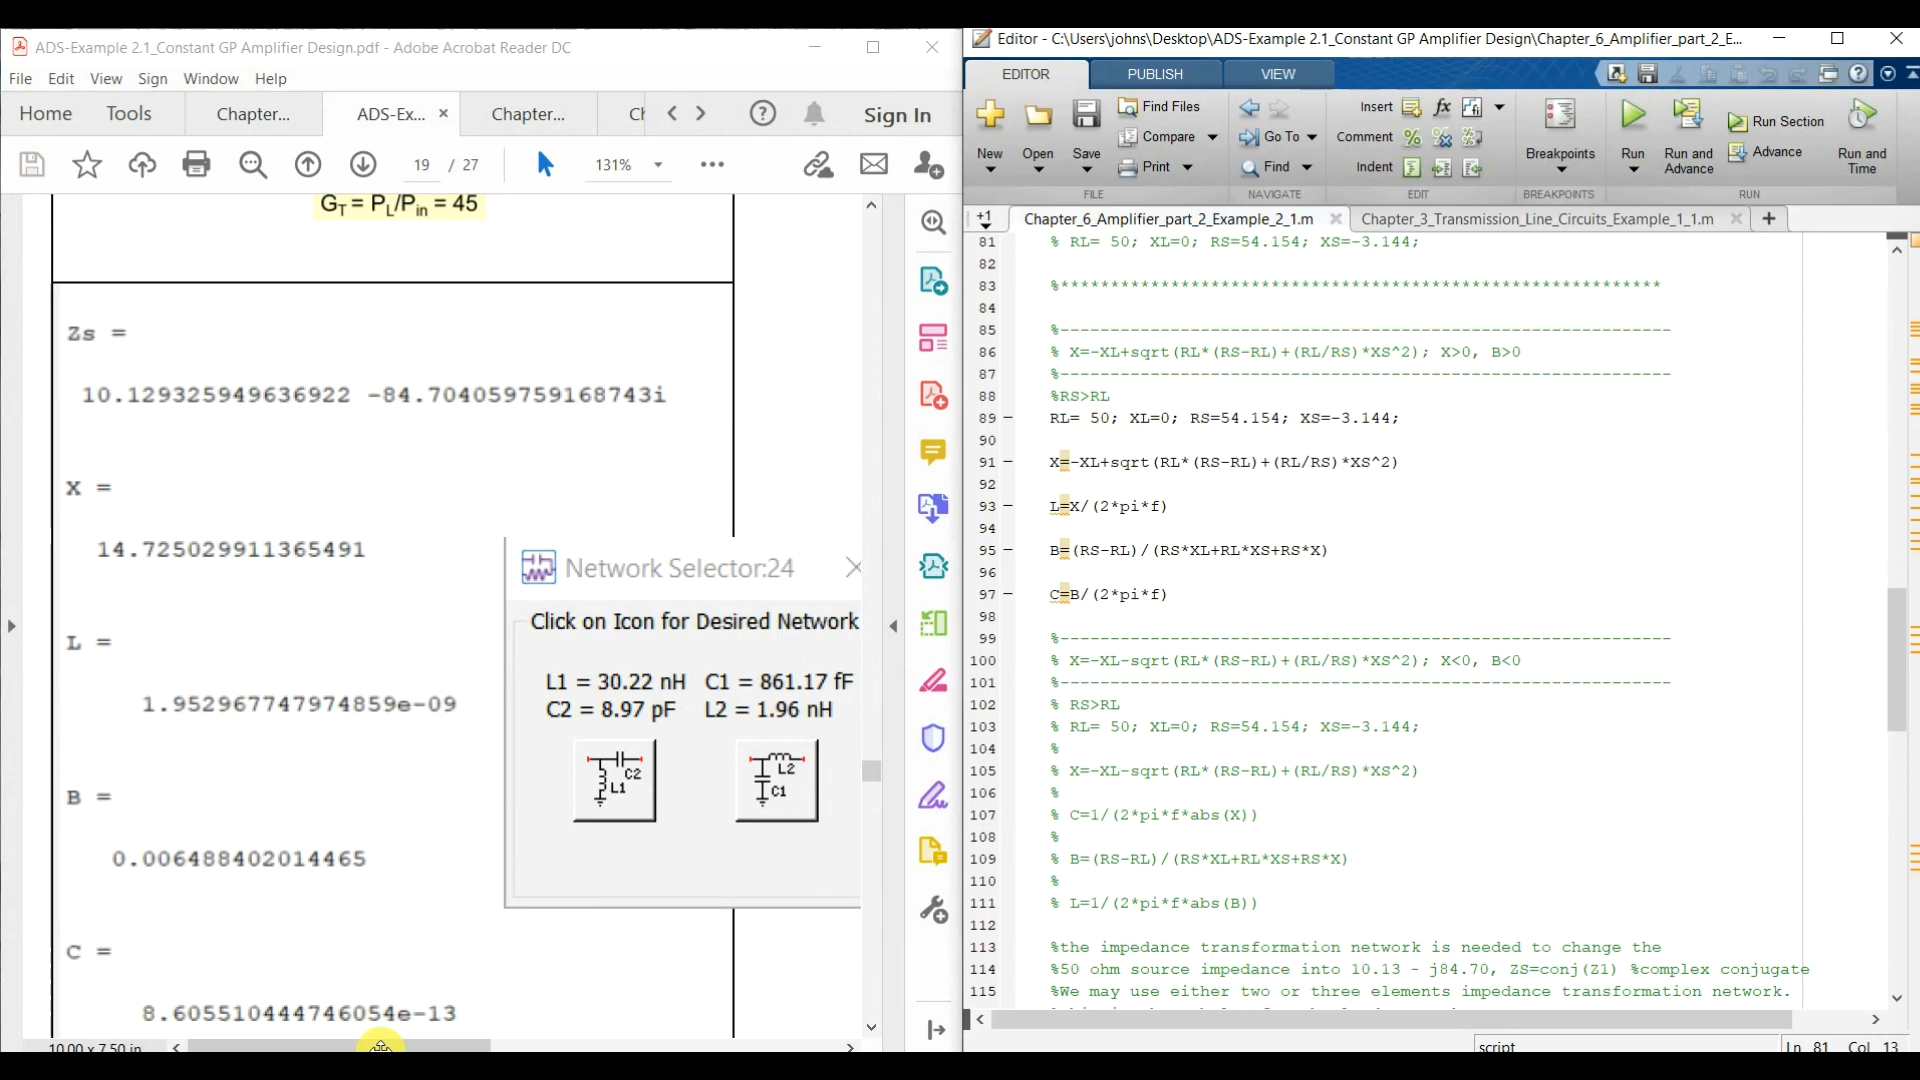 ADS-Example 2.1_Constant GP Amplifier Design.pdf - Adobe Acrobat Reader DC
File Edit View Sign Window Help
Home Tools Chapter... ADS-Ex... × Chapter... Sign In
19 / 27 131%
GT = PL/Pin = 45
Zs =
10.129325949636922 -84.704059759168743i
X =
14.725029911365491
L =
1.952967747974859e-09
B =
0.006488402014465
C =
8.605510444746054e-13
Network Selector:24
Click on Icon for Desired Network
L1 = 30.22 nH C1 = 861.17 fF
C2 = 8.97 pF L2 = 1.96 nH
C2
L1
L2
C1
10.00 x 7.50 in
Editor - C:\Users\johns\Desktop\ADS-Example 2.1_Constant GP Amplifier Design\Chapter_6_Amplifier_part_2_E...
EDITOR PUBLISH VIEW
New Open Save Find Files Compare Print
Go To Find
Insert fx
Comment
Indent
Breakpoints
Run Run and Advance Run Section Advance Run and Time
FILE NAVIGATE EDIT BREAKPOINTS RUN
+1 Chapter_6_Amplifier_part_2_Example_2_1.m × Chapter_3_Transmission_Line_Circuits_Example_1_1.m × +
81 % RL= 50; XL=0; RS=54.154; XS=-3.144;
82
83 %************************************************************
84
85 %-------------------------------------------------------------
86 % X=-XL+sqrt(RL*(RS-RL)+(RL/RS)*XS^2); X>0, B>0
87 %-------------------------------------------------------------
88 %RS>RL
89 – RL= 50; XL=0; RS=54.154; XS=-3.144;
90
91 – X=-XL+sqrt(RL*(RS-RL)+(RL/RS)*XS^2)
92
93 – L=X/(2*pi*f)
94
95 – B=(RS-RL)/(RS*XL+RL*XS+RS*X)
96
97 – C=B/(2*pi*f)
98
99 %-------------------------------------------------------------
100 % X=-XL-sqrt(RL*(RS-RL)+(RL/RS)*XS^2); X<0, B<0
101 %-------------------------------------------------------------
102 % RS>RL
103 % RL= 50; XL=0; RS=54.154; XS=-3.144;
104 %
105 % X=-XL-sqrt(RL*(RS-RL)+(RL/RS)*XS^2)
106 %
107 % C=1/(2*pi*f*abs(X))
108 %
109 % B=(RS-RL)/(RS*XL+RL*XS+RS*X)
110 %
111 % L=1/(2*pi*f*abs(B))
112
113 %the impedance transformation network is needed to change the
114 %50 ohm source impedance into 10.13 - j84.70, ZS=conj(Z1) %complex conjugate
115 %We may use either two or three elements impedance transformation network.
script Ln 81 Col 13